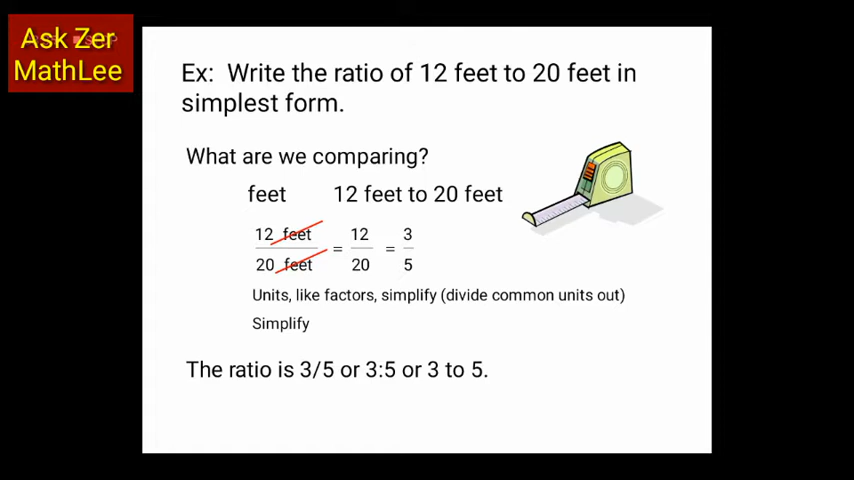 Ask Zer
MathLee
Ex: Write the ratio of 12 feet to 20 feet in
simplest form.
What are we comparing?
feet 12 feet to 20 feet
12 feet / 20 feet = 12 / 20 = 3 / 5
Units, like factors, simplify (divide common units out)
Simplify
The ratio is 3/5 or 3:5 or 3 to 5.